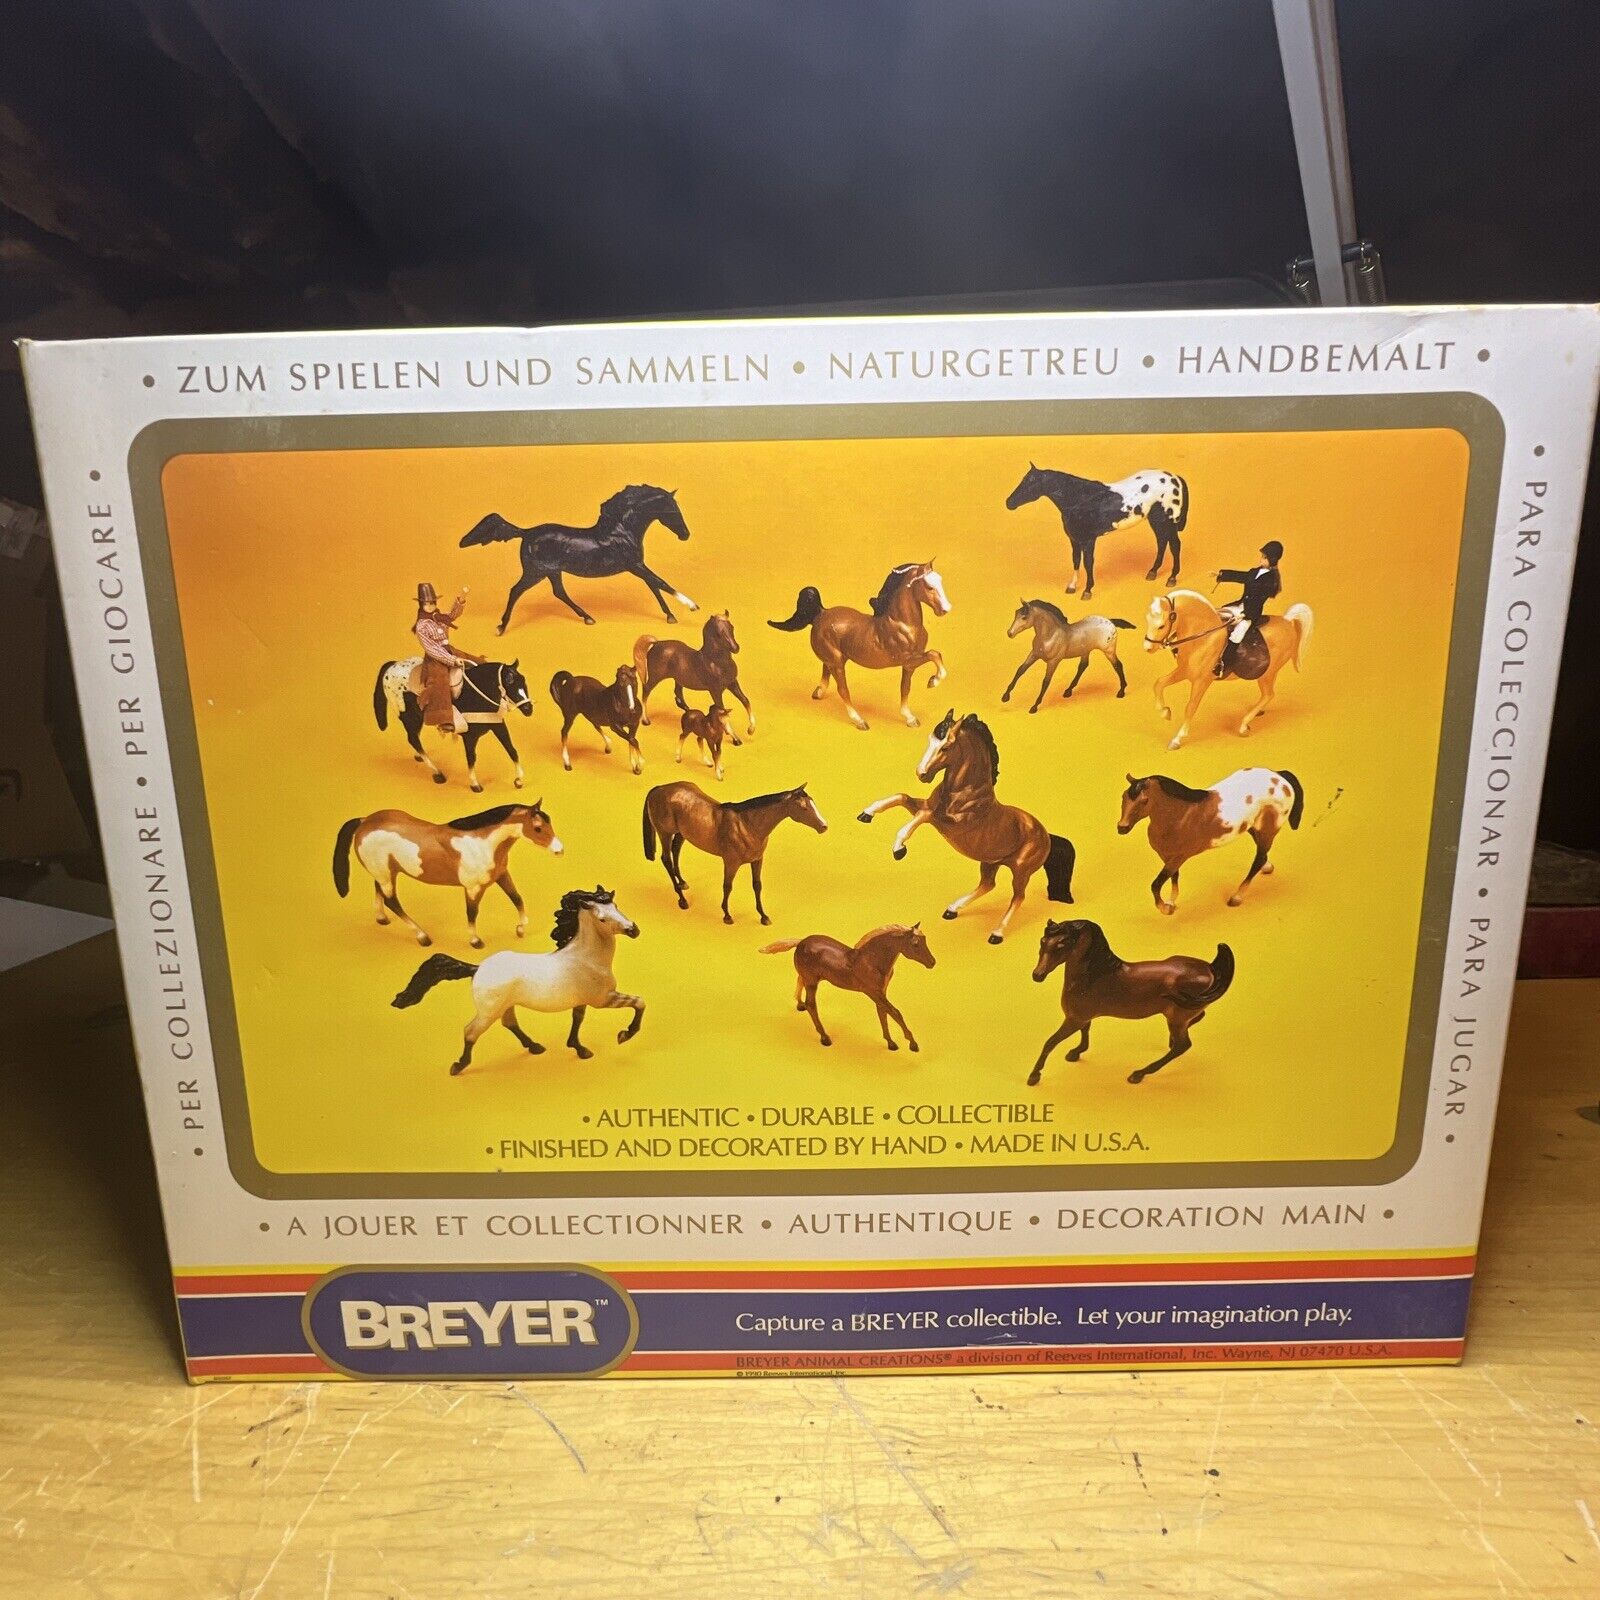 • ZUM SPIELEN UND SAMMELN • NATURGETREU • HANDBEMALT •
• PER COLLEZIONARE • PER GIOCARE •
• PARA COLECCIONAR • PARA JUGAR •
• AUTHENTIC • DURABLE • COLLECTIBLE
• FINISHED AND DECORATED BY HAND • MADE IN U.S.A.
• A JOUER ET COLLECTIONNER • AUTHENTIQUE • DECORATION MAIN •
BREYER™
Capture a BREYER collectible. Let your imagination play.
BREYER ANIMAL CREATIONS® a division of Reeves International, Inc. Wayne, NJ 07470 U.S.A.
© 1990 Reeves International, Inc.